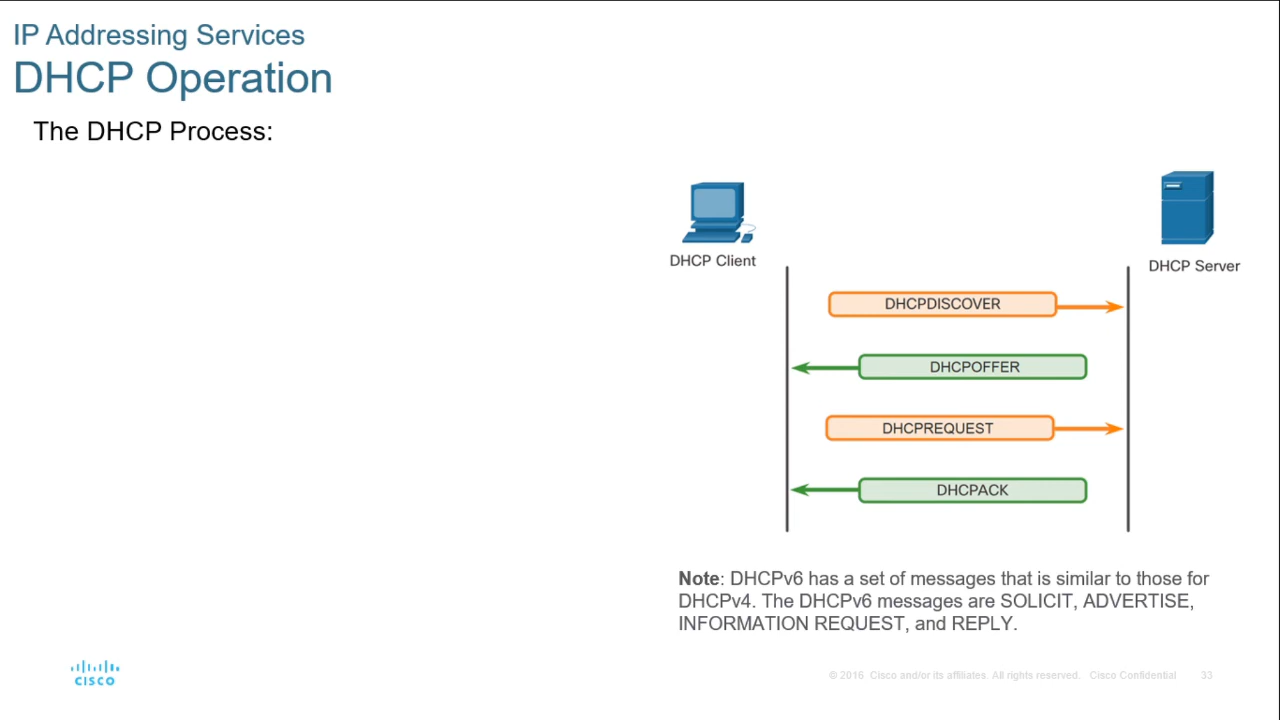 IP Addressing Services
DHCP Operation
The DHCP Process:
DHCP Client
DHCP Server
DHCPDISCOVER
DHCPOFFER
DHCPREQUEST
DHCPACK
Note: DHCPv6 has a set of messages that is similar to those for
DHCPv4. The DHCPv6 messages are SOLICIT, ADVERTISE,
INFORMATION REQUEST, and REPLY.
CISCO
© 2016 Cisco and/or its affiliates. All rights reserved. Cisco Confidential 33